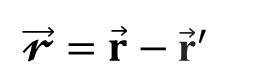 𝓇⃗ = 𝐫⃗ − 𝐫⃗′